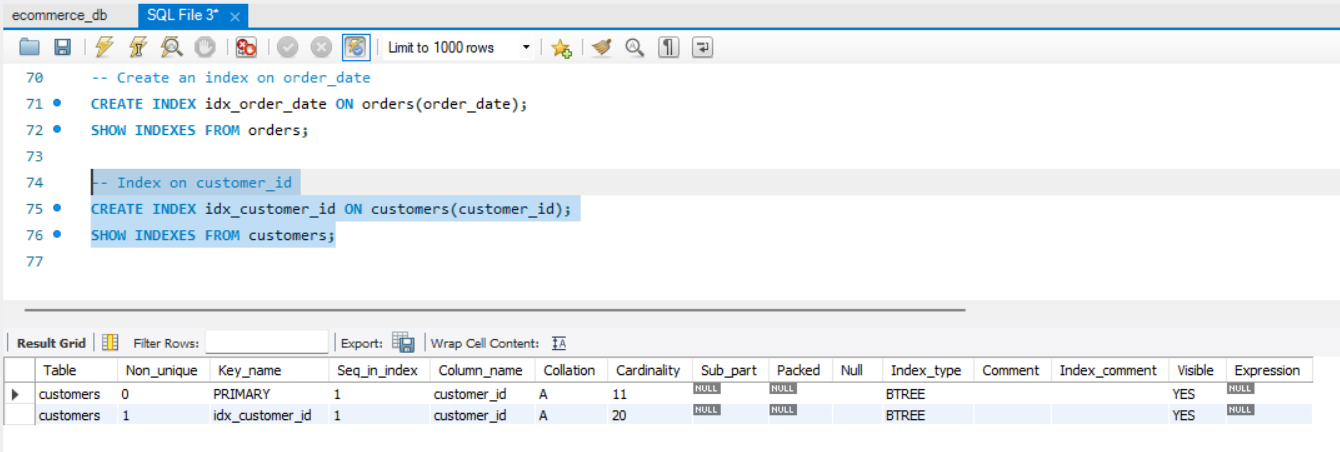 ecommerce_db SQL File 3* ×
Limit to 1000 rows
70 -- Create an index on order_date
71 CREATE INDEX idx_order_date ON orders(order_date);
72 SHOW INDEXES FROM orders;
73
74 -- Index on customer_id
75 CREATE INDEX idx_customer_id ON customers(customer_id);
76 SHOW INDEXES FROM customers;
77
Result Grid Filter Rows: Export: Wrap Cell Content: IA
Table Non_unique Key_name Seq_in_index Column_name Collation Cardinality Sub_part Packed Null Index_type Comment Index_comment Visible Expression
customers 0 PRIMARY 1 customer_id A 11 NULL NULL BTREE YES NULL
customers 1 idx_customer_id 1 customer_id A 20 NULL NULL BTREE YES NULL